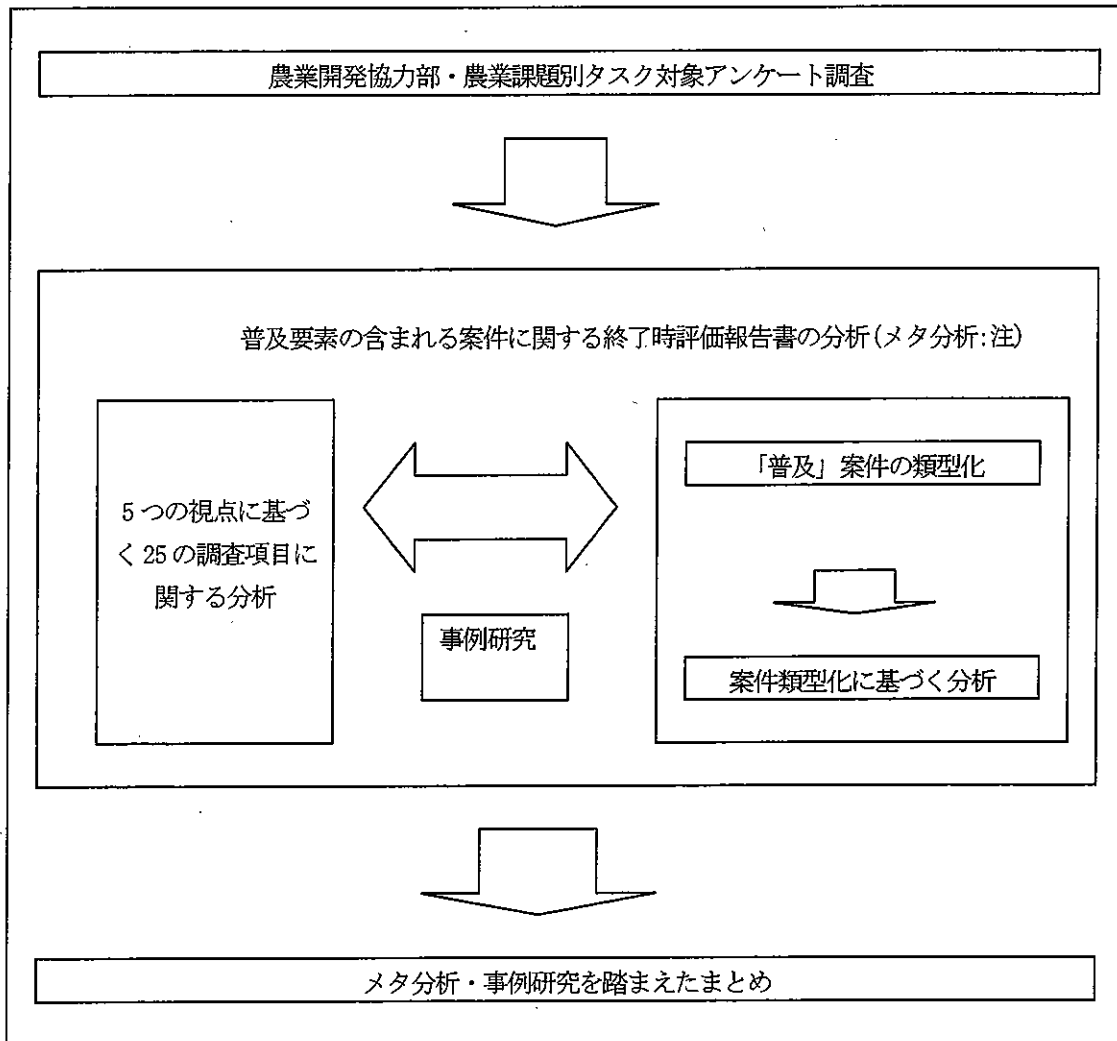 農業開発協力部・農業課題別タスク対象アンケート調査
普及要素の含まれる案件に関する終了時評価報告書の分析(メタ分析:注)
5つの視点に基づ
く25の調査項目に
関する分析
事例研究
「普及」案件の類型化
案件類型化に基づく分析
メタ分析・事例研究を踏まえたまとめ